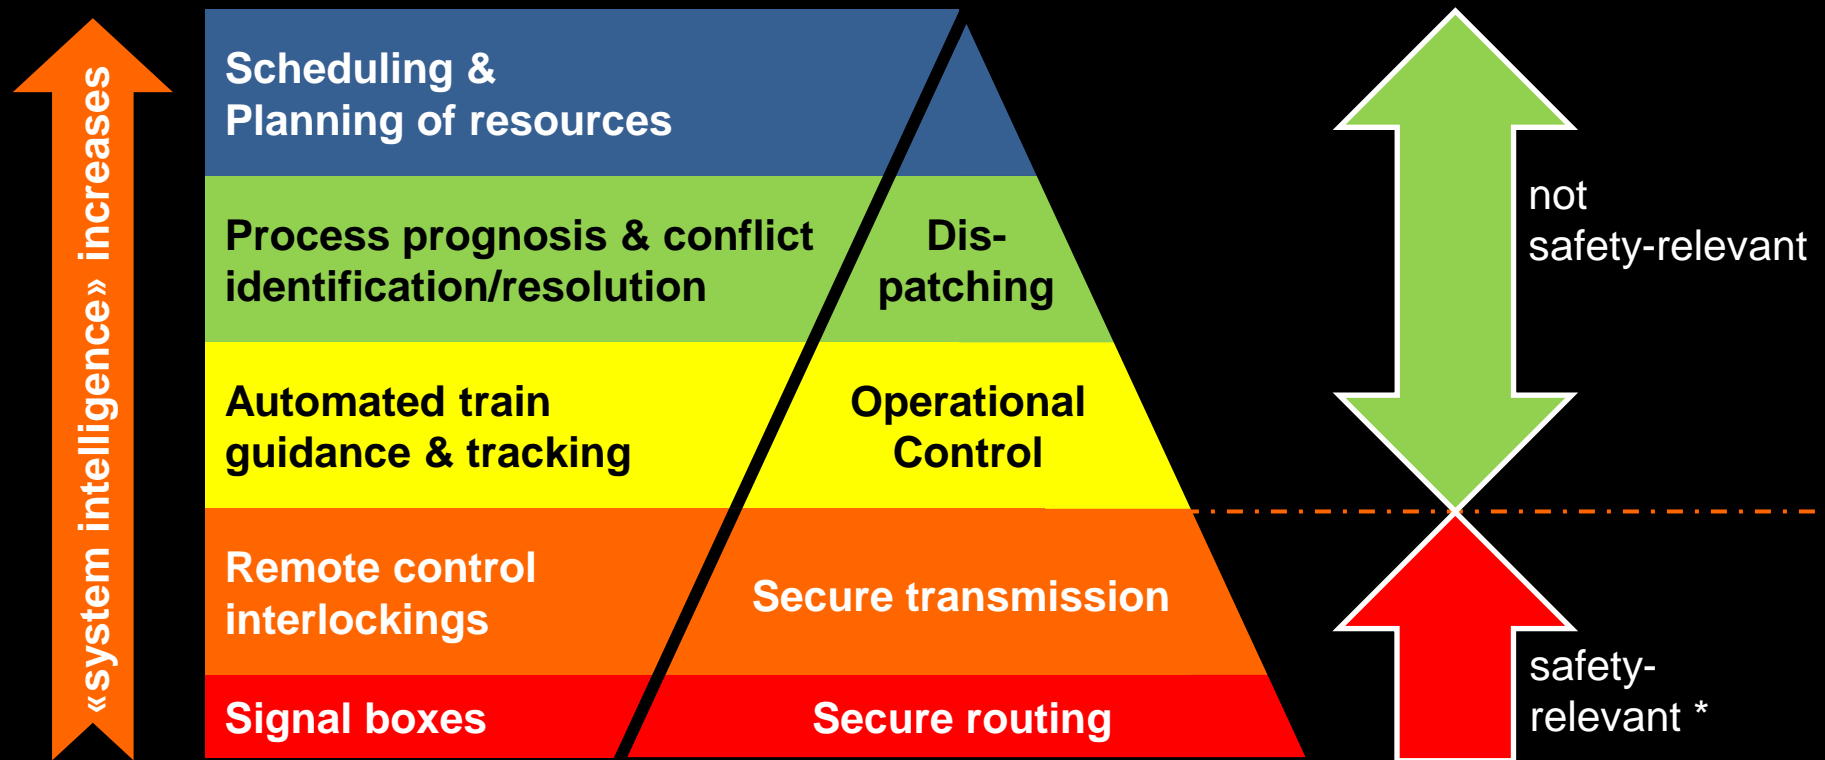 «system intelligence» increases
Scheduling &
Planning of resources
Process prognosis & conflict
identification/resolution
Dis-
patching
Automated train
guidance & tracking
Operational
Control
Remote control
interlockings
Secure transmission
Signal boxes
Secure routing
not
safety-relevant
safety-
relevant *